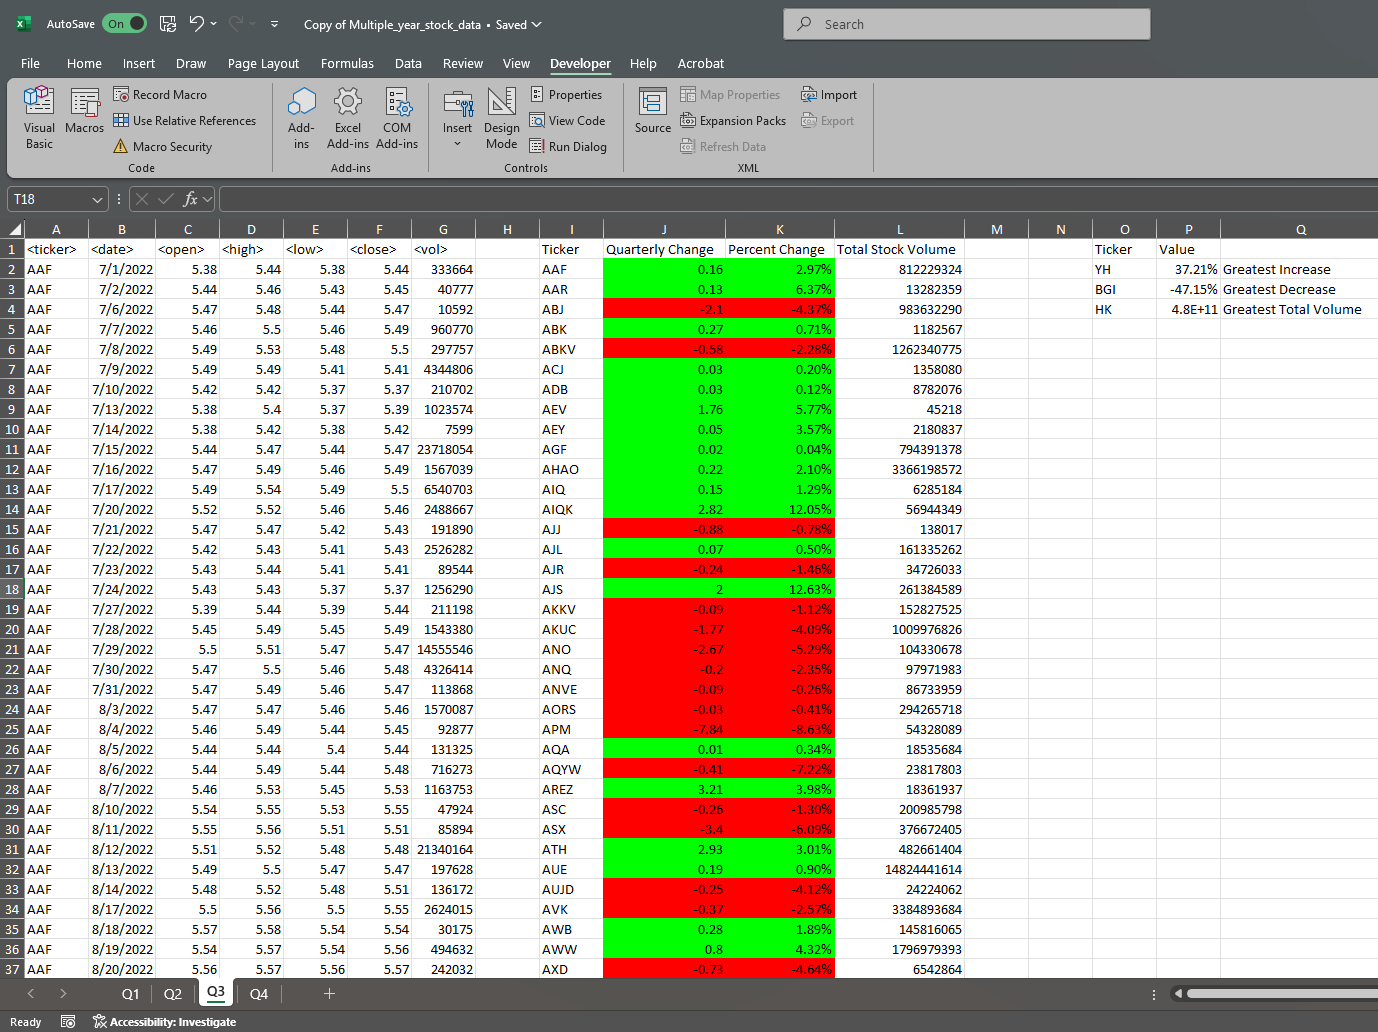 AutoSave On Copy of Multiple_year_stock_data • Saved Search
File Home Insert Draw Page Layout Formulas Data Review View Developer Help Acrobat
Visual Basic
Macros
Record Macro
Use Relative References
Macro Security
Code
Add-ins
Excel Add-ins
COM Add-ins
Add-ins
Insert
Design Mode
Properties
View Code
Run Dialog
Controls
Source
Map Properties
Expansion Packs
Refresh Data
Import
Export
XML
T18 fx
A B C D E F G H I J K L M N O P Q
1 <ticker> <date> <open> <high> <low> <close> <vol> Ticker Quarterly Change Percent Change Total Stock Volume Ticker Value
2 AAF 7/1/2022 5.38 5.44 5.38 5.44 333664 AAF 0.16 2.97% 812229324 YH 37.21% Greatest Increase
3 AAF 7/2/2022 5.44 5.46 5.43 5.45 40777 AAR 0.13 6.37% 13282359 BGI -47.15% Greatest Decrease
4 AAF 7/6/2022 5.47 5.48 5.44 5.47 10592 ABJ -2.1 -4.37% 983632290 HK 4.8E+11 Greatest Total Volume
5 AAF 7/7/2022 5.46 5.5 5.46 5.49 960770 ABK 0.27 0.71% 1182567
6 AAF 7/8/2022 5.49 5.53 5.48 5.5 297757 ABKV -0.58 -2.28% 1262340775
7 AAF 7/9/2022 5.49 5.49 5.41 5.41 4344806 ACJ 0.03 0.20% 1358080
8 AAF 7/10/2022 5.42 5.42 5.37 5.37 210702 ADB 0.03 0.12% 8782076
9 AAF 7/13/2022 5.38 5.4 5.37 5.39 1023574 AEV 1.76 5.77% 45218
10 AAF 7/14/2022 5.38 5.42 5.38 5.42 7599 AEY 0.05 3.57% 2180837
11 AAF 7/15/2022 5.44 5.47 5.44 5.47 23718054 AGF 0.02 0.04% 794391378
12 AAF 7/16/2022 5.47 5.49 5.46 5.49 1567039 AHAO 0.22 2.10% 3366198572
13 AAF 7/17/2022 5.49 5.54 5.49 5.5 6540703 AIQ 0.15 1.29% 6285184
14 AAF 7/20/2022 5.52 5.52 5.46 5.46 2488667 AIQK 2.82 12.05% 56944349
15 AAF 7/21/2022 5.47 5.47 5.42 5.43 191890 AJJ -0.88 -0.78% 138017
16 AAF 7/22/2022 5.42 5.43 5.41 5.43 2526282 AJL 0.07 0.50% 161335262
17 AAF 7/23/2022 5.43 5.44 5.41 5.41 89544 AJR -0.24 -1.46% 34726033
18 AAF 7/24/2022 5.43 5.43 5.37 5.37 1256290 AJS 2 12.63% 261384589
19 AAF 7/27/2022 5.39 5.44 5.39 5.44 211198 AKKV -0.09 -1.12% 152827525
20 AAF 7/28/2022 5.45 5.49 5.45 5.49 1543380 AKUC -1.77 -4.09% 1009976826
21 AAF 7/29/2022 5.5 5.51 5.47 5.47 14555546 ANO -2.67 -5.29% 104330678
22 AAF 7/30/2022 5.47 5.5 5.46 5.48 4326414 ANQ -0.2 -2.35% 97971983
23 AAF 7/31/2022 5.47 5.49 5.46 5.47 113868 ANVE -0.09 -0.26% 86733959
24 AAF 8/3/2022 5.47 5.47 5.46 5.46 1570087 AORS -0.03 -0.41% 294265718
25 AAF 8/4/2022 5.46 5.49 5.44 5.45 92877 APM -7.84 -8.63% 54328089
26 AAF 8/5/2022 5.44 5.44 5.4 5.44 131325 AQA 0.01 0.34% 18535684
27 AAF 8/6/2022 5.44 5.49 5.44 5.48 716273 AQYW -0.41 -7.22% 23817803
28 AAF 8/7/2022 5.46 5.53 5.45 5.53 1163753 AREZ 3.21 3.98% 18361937
29 AAF 8/10/2022 5.54 5.55 5.53 5.55 47924 ASC -0.26 -1.30% 200985798
30 AAF 8/11/2022 5.55 5.56 5.51 5.51 85894 ASX -3.4 -6.09% 376672405
31 AAF 8/12/2022 5.51 5.52 5.48 5.48 21340164 ATH 2.93 3.01% 482661404
32 AAF 8/13/2022 5.49 5.5 5.47 5.47 197628 AUE 0.19 0.90% 14824441614
33 AAF 8/14/2022 5.48 5.52 5.48 5.51 136172 AUJD -0.25 -4.12% 24224062
34 AAF 8/17/2022 5.5 5.56 5.5 5.55 2624015 AVK -0.37 -2.57% 3384893684
35 AAF 8/18/2022 5.57 5.58 5.54 5.54 30175 AWB 0.28 1.89% 145816065
36 AAF 8/19/2022 5.54 5.57 5.54 5.56 494632 AWW 0.8 4.32% 1796979393
37 AAF 8/20/2022 5.56 5.57 5.56 5.57 242032 AXD -0.73 -4.64% 6542864
Q1 Q2 Q3 Q4
Ready Accessibility: Investigate